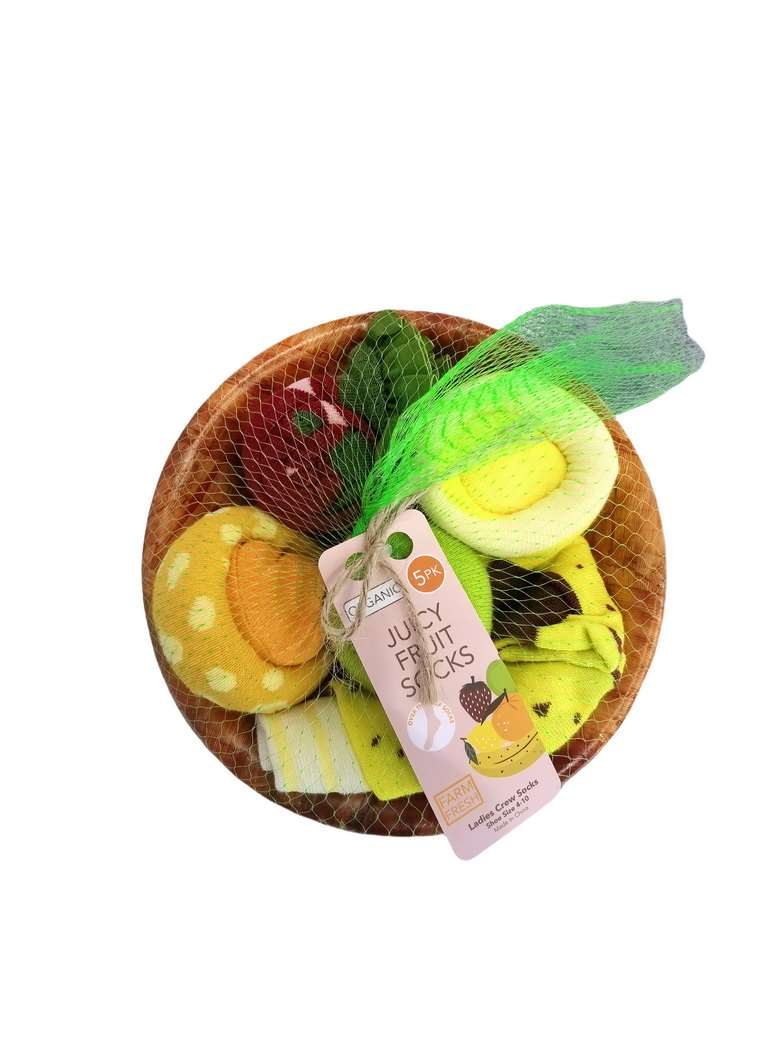 ORGANIC
5PK
JUICY
FRUIT
SOCKS
FARM
FRESH
Ladies Crew Socks
Shoe Size 4-10
Made in China